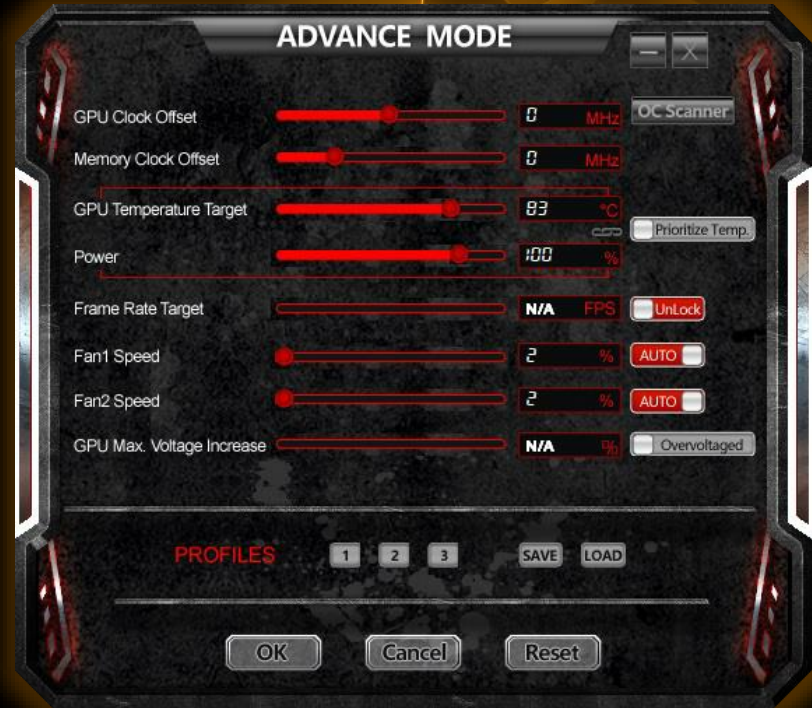 ADVANCE MODE
GPU Clock Offset 0 MHz OC Scanner
Memory Clock Offset 0 MHz
GPU Temperature Target 83 °C
Prioritize Temp.
Power 100 %
Frame Rate Target N/A FPS UnLock
Fan1 Speed 2 % AUTO
Fan2 Speed 2 % AUTO
GPU Max. Voltage Increase N/A % Overvoltaged
PROFILES 1 2 3 SAVE LOAD
OK Cancel Reset